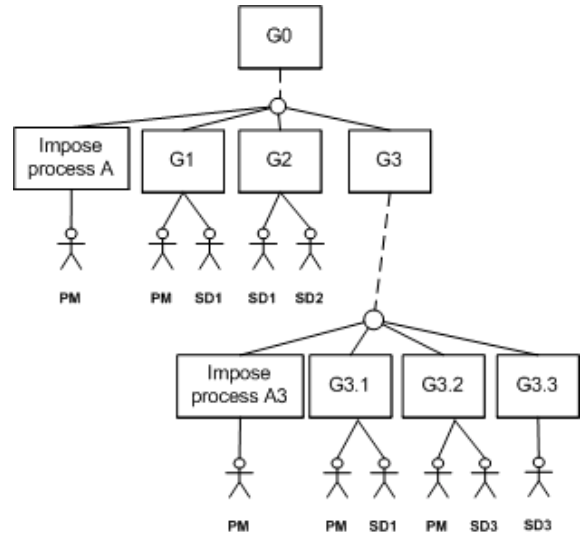 G0
Impose
process A
G1
G2
G3
PM
PM
SD1
SD1
SD2
Impose
process A3
G3.1
G3.2
G3.3
PM
PM
SD1
PM
SD3
SD3